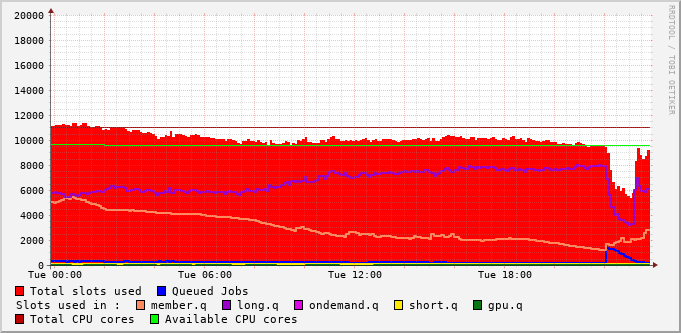 20000
18000
16000
14000
12000
10000
8000
6000
4000
2000
0
Tue 00:00 Tue 06:00 Tue 12:00 Tue 18:00
Total slots used Queued Jobs
Slots used in : member.q long.q ondemand.q short.q gpu.q
Total CPU cores Available CPU cores
RRDTOOL / TOBI OETIKER